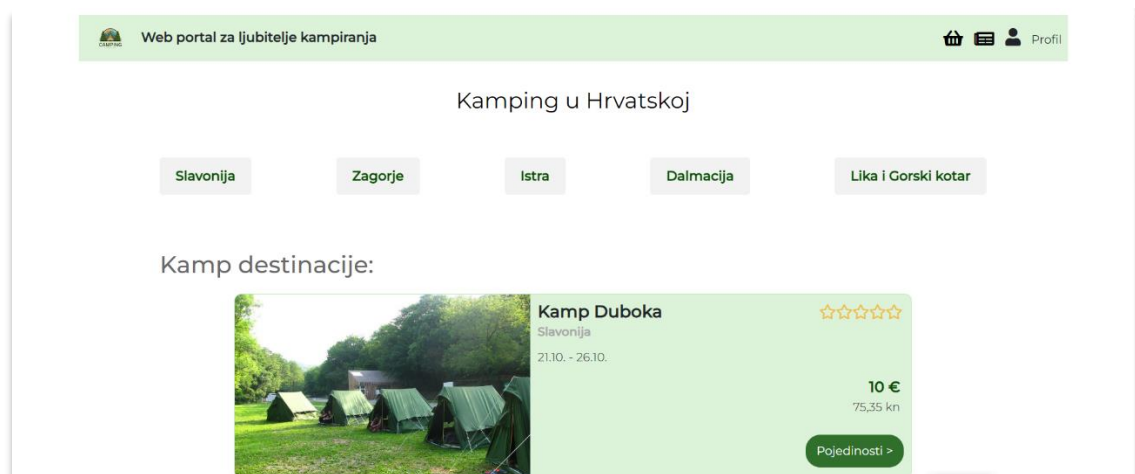 CAMPING
Web portal za ljubitelje kampiranja
Profil
Kamping u Hrvatskoj
Slavonija
Zagorje
Istra
Dalmacija
Lika i Gorski kotar
Kamp destinacije:
Kamp Duboka
Slavonija
21.10. - 26.10.
10 €
75,35 kn
Pojedinosti >